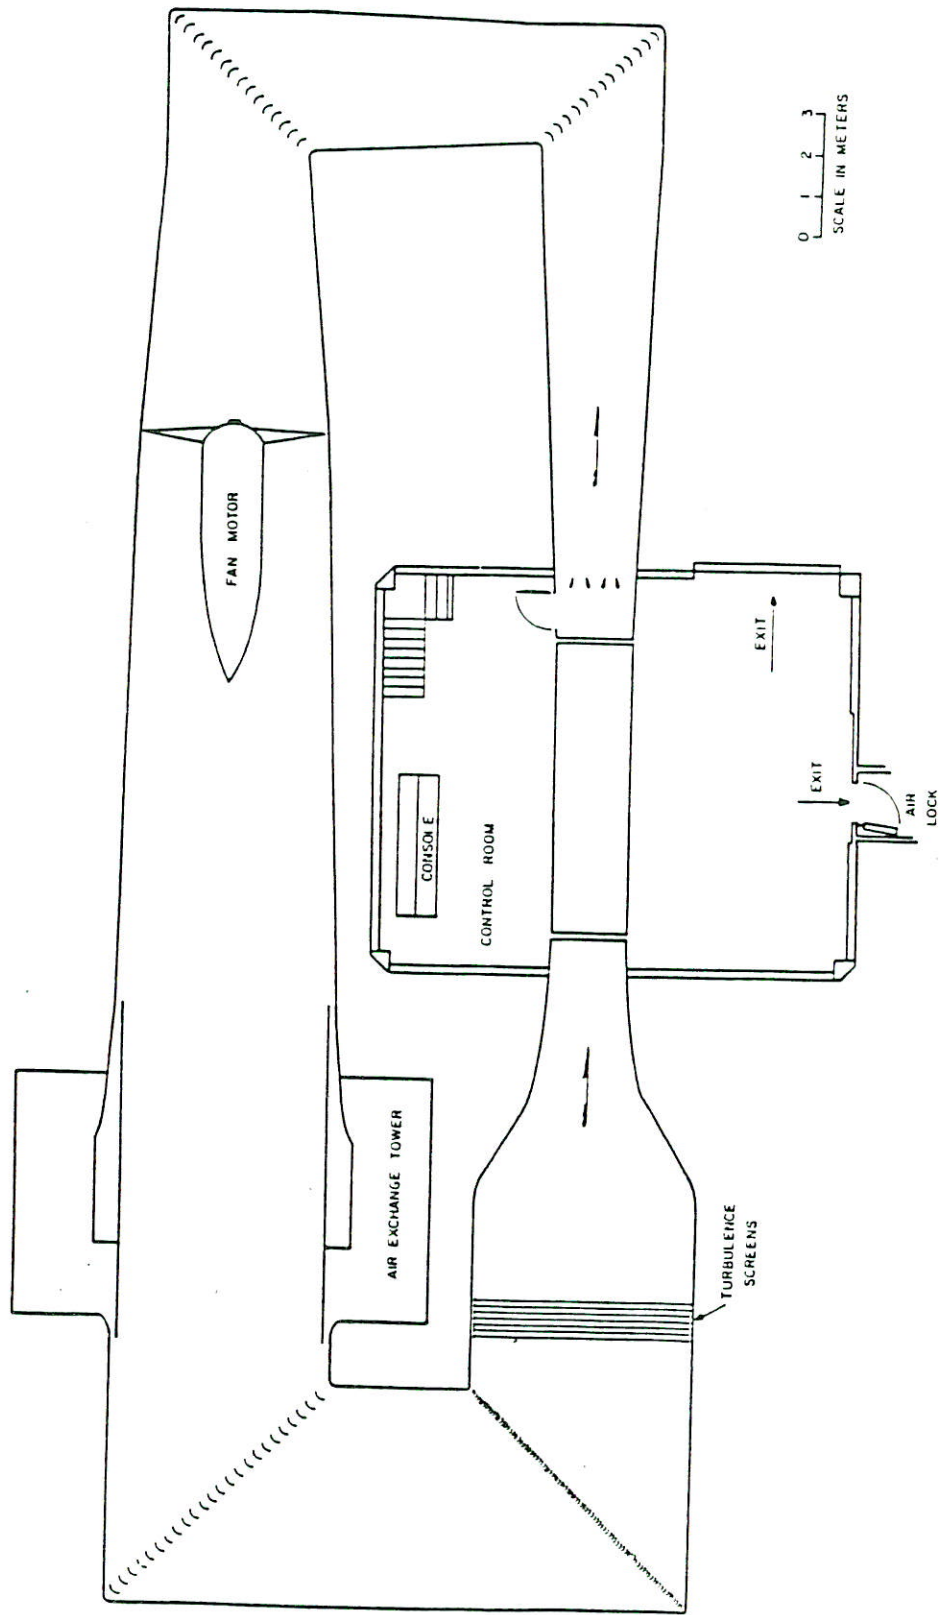 FAN MOTOR
CONSOLE
CONTROL ROOM
EXIT
EXIT
AIR
LOCK
AIR EXCHANGE TOWER
TURBULENCE
SCREENS
0 1 2 3
SCALE IN METERS